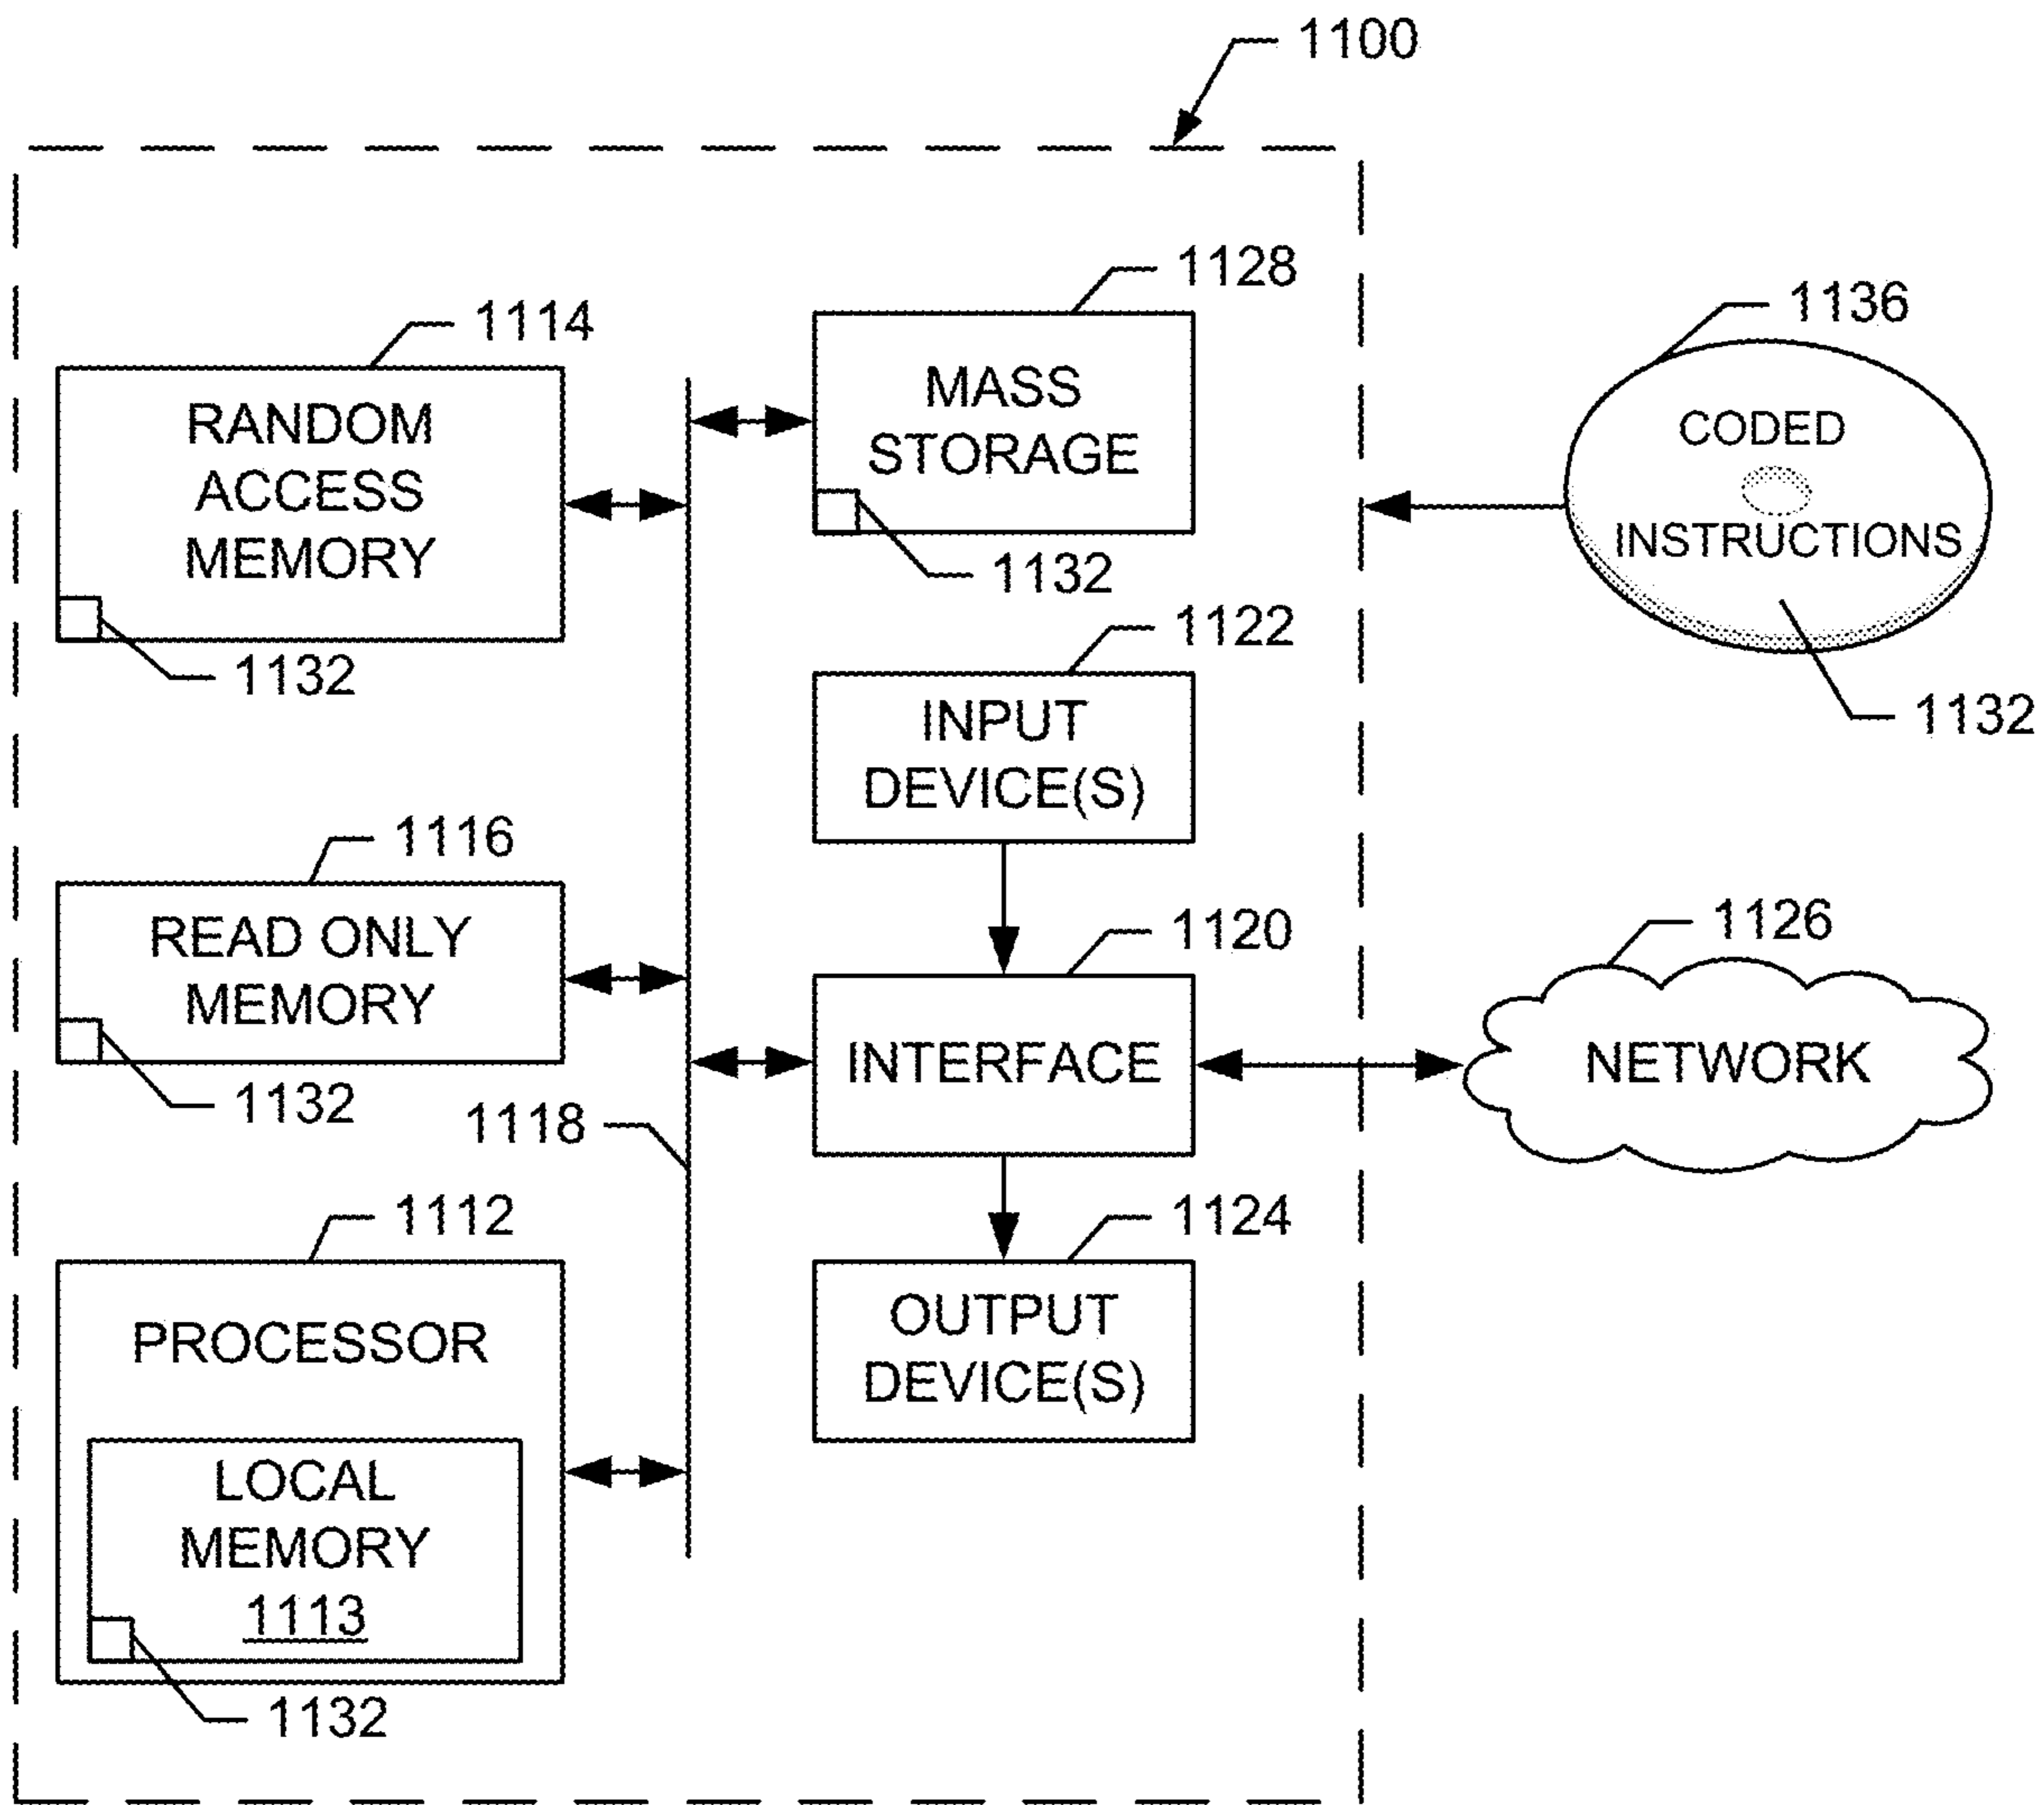 1100
1128
MASS
STORAGE
1132
1114
RANDOM
ACCESS
MEMORY
1132
1136
CODED
INSTRUCTIONS
1132
1122
INPUT
DEVICE(S)
1116
READ ONLY
MEMORY
1132
1120
INTERFACE
1126
NETWORK
1118
1112
PROCESSOR
LOCAL
MEMORY
1113
1132
1124
OUTPUT
DEVICE(S)